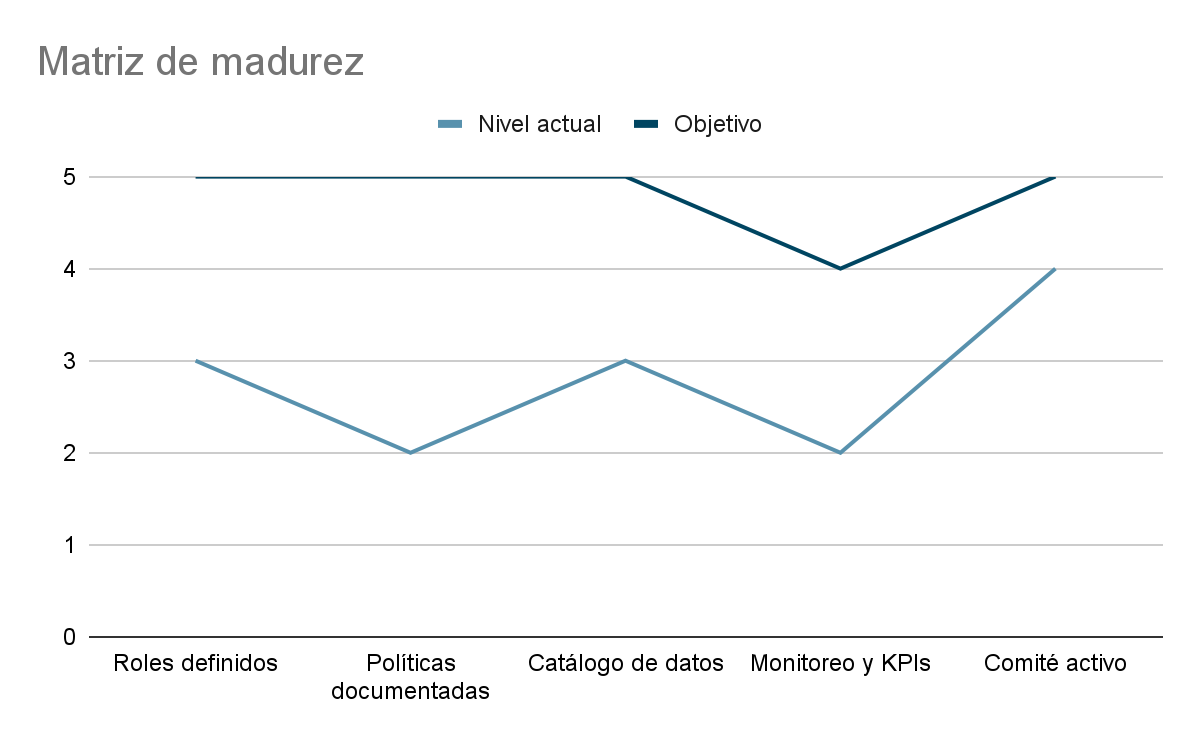 Matriz de madurez
Nivel actual
Objetivo
5
4
3
2
1
0
Roles definidos
Políticas
documentadas
Catálogo de datos
Monitoreo y KPIs
Comité activo